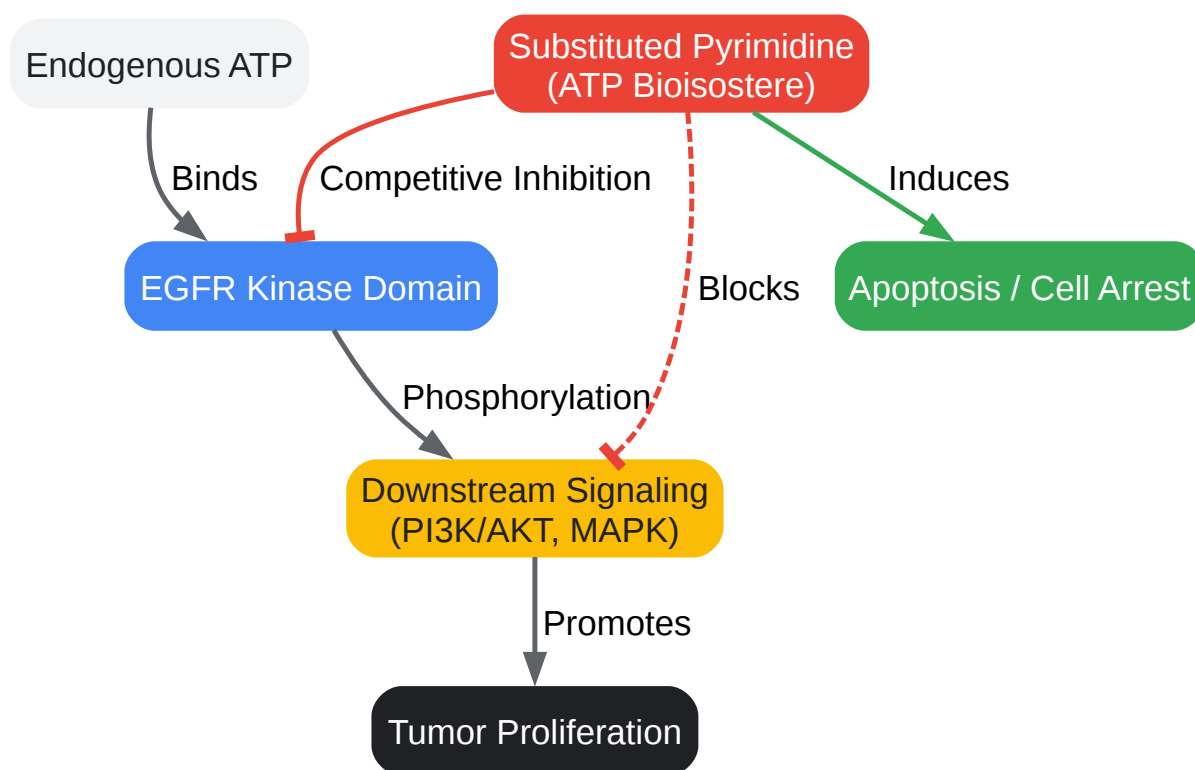 Endogenous ATP
Substituted Pyrimidine
(ATP Bioisostere)
Binds
Competitive Inhibition
Induces
EGFR Kinase Domain
Blocks
Apoptosis / Cell Arrest
Phosphorylation
Downstream Signaling
(PI3K/AKT, MAPK)
Promotes
Tumor Proliferation